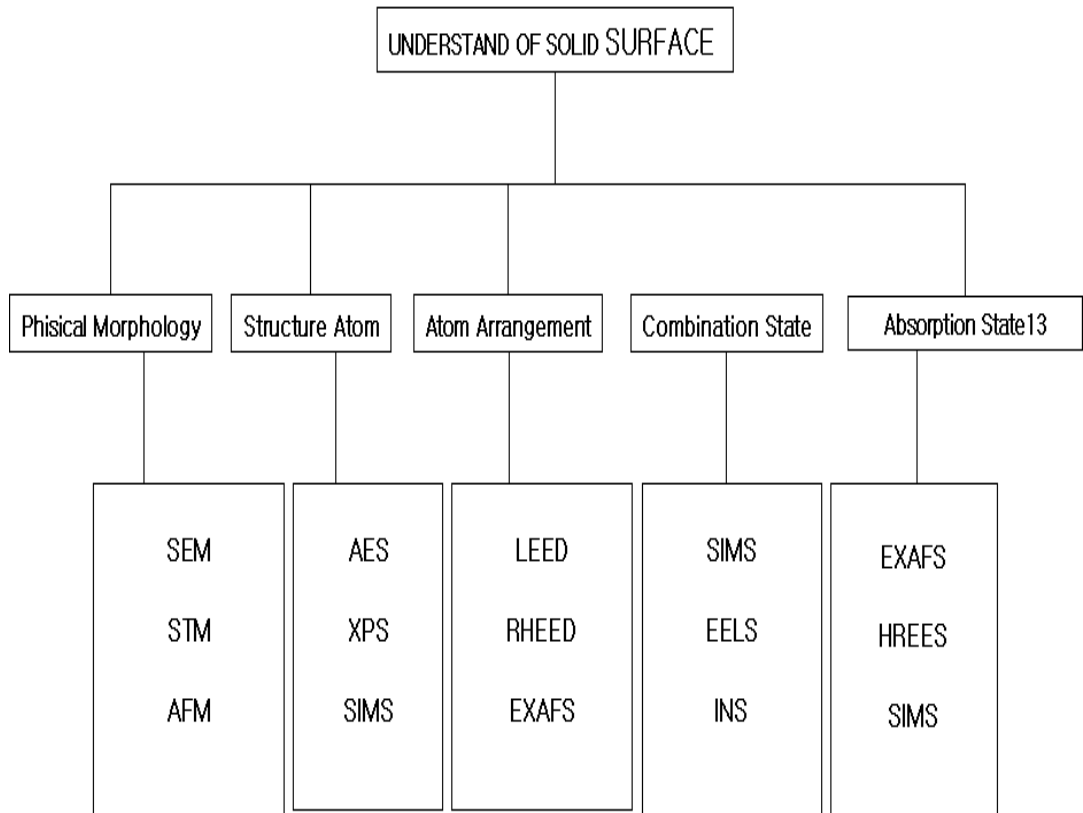 UNDERSTAND OF SOLID SURFACE
Phisical Morphology
Structure Atom
Atom Arrangement
Combination State
Absorption State13
SEM
STM
AFM
AES
XPS
SIMS
LEED
RHEED
EXAFS
SIMS
EELS
INS
EXAFS
HREES
SIMS